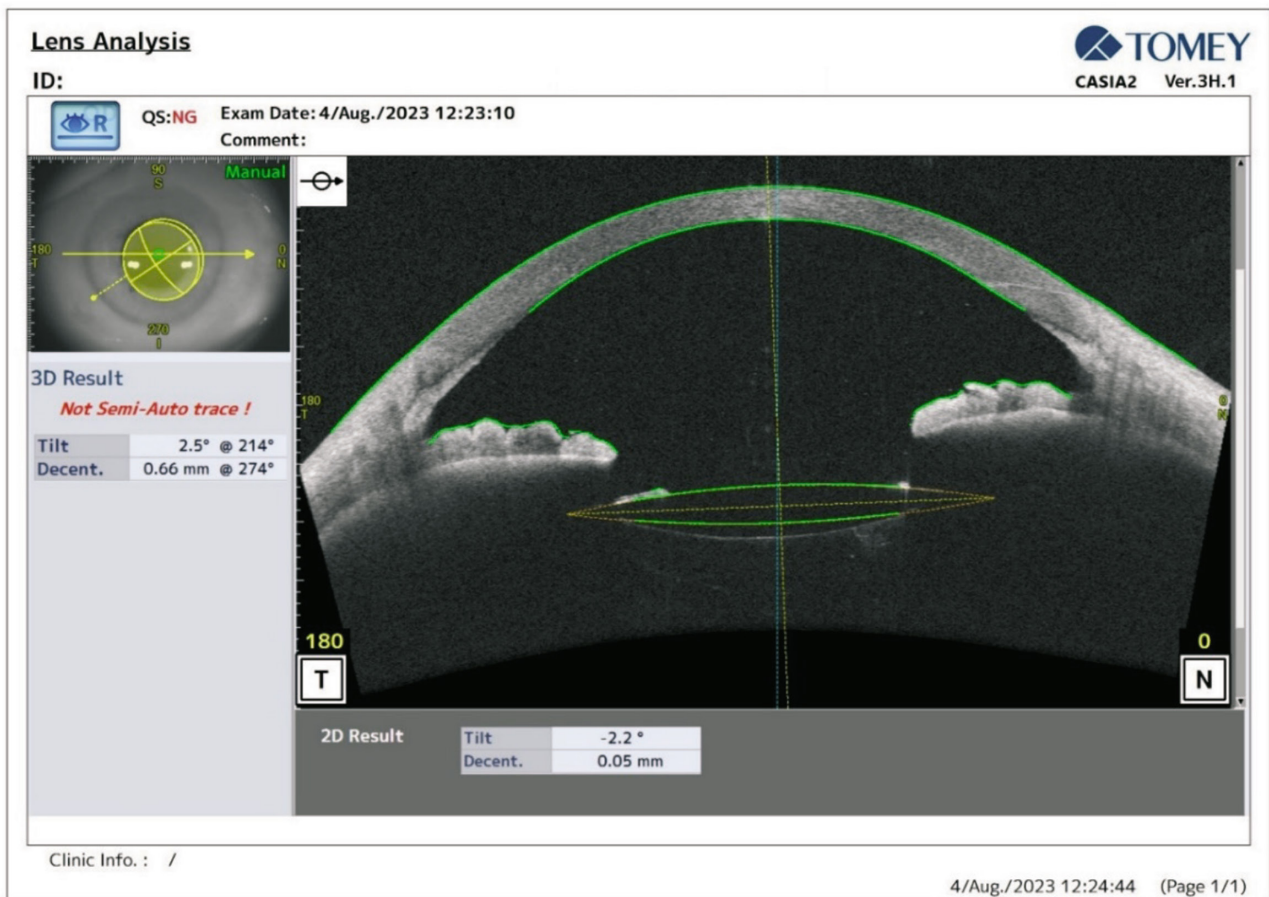 Lens Analysis
TOMEY
ID:
CASIA2 Ver.3H.1
R
QS:NG
Exam Date: 4/Aug./2023 12:23:10
Comment:
Manual
90
S
180
T
0
N
270
I
180
T
0
N
3D Result
Not Semi-Auto trace !
Tilt 2.5° @ 214°
Decent. 0.66 mm @ 274°
180
T
0
N
2D Result
Tilt -2.2 °
Decent. 0.05 mm
Clinic Info. : /
4/Aug./2023 12:24:44 (Page 1/1)